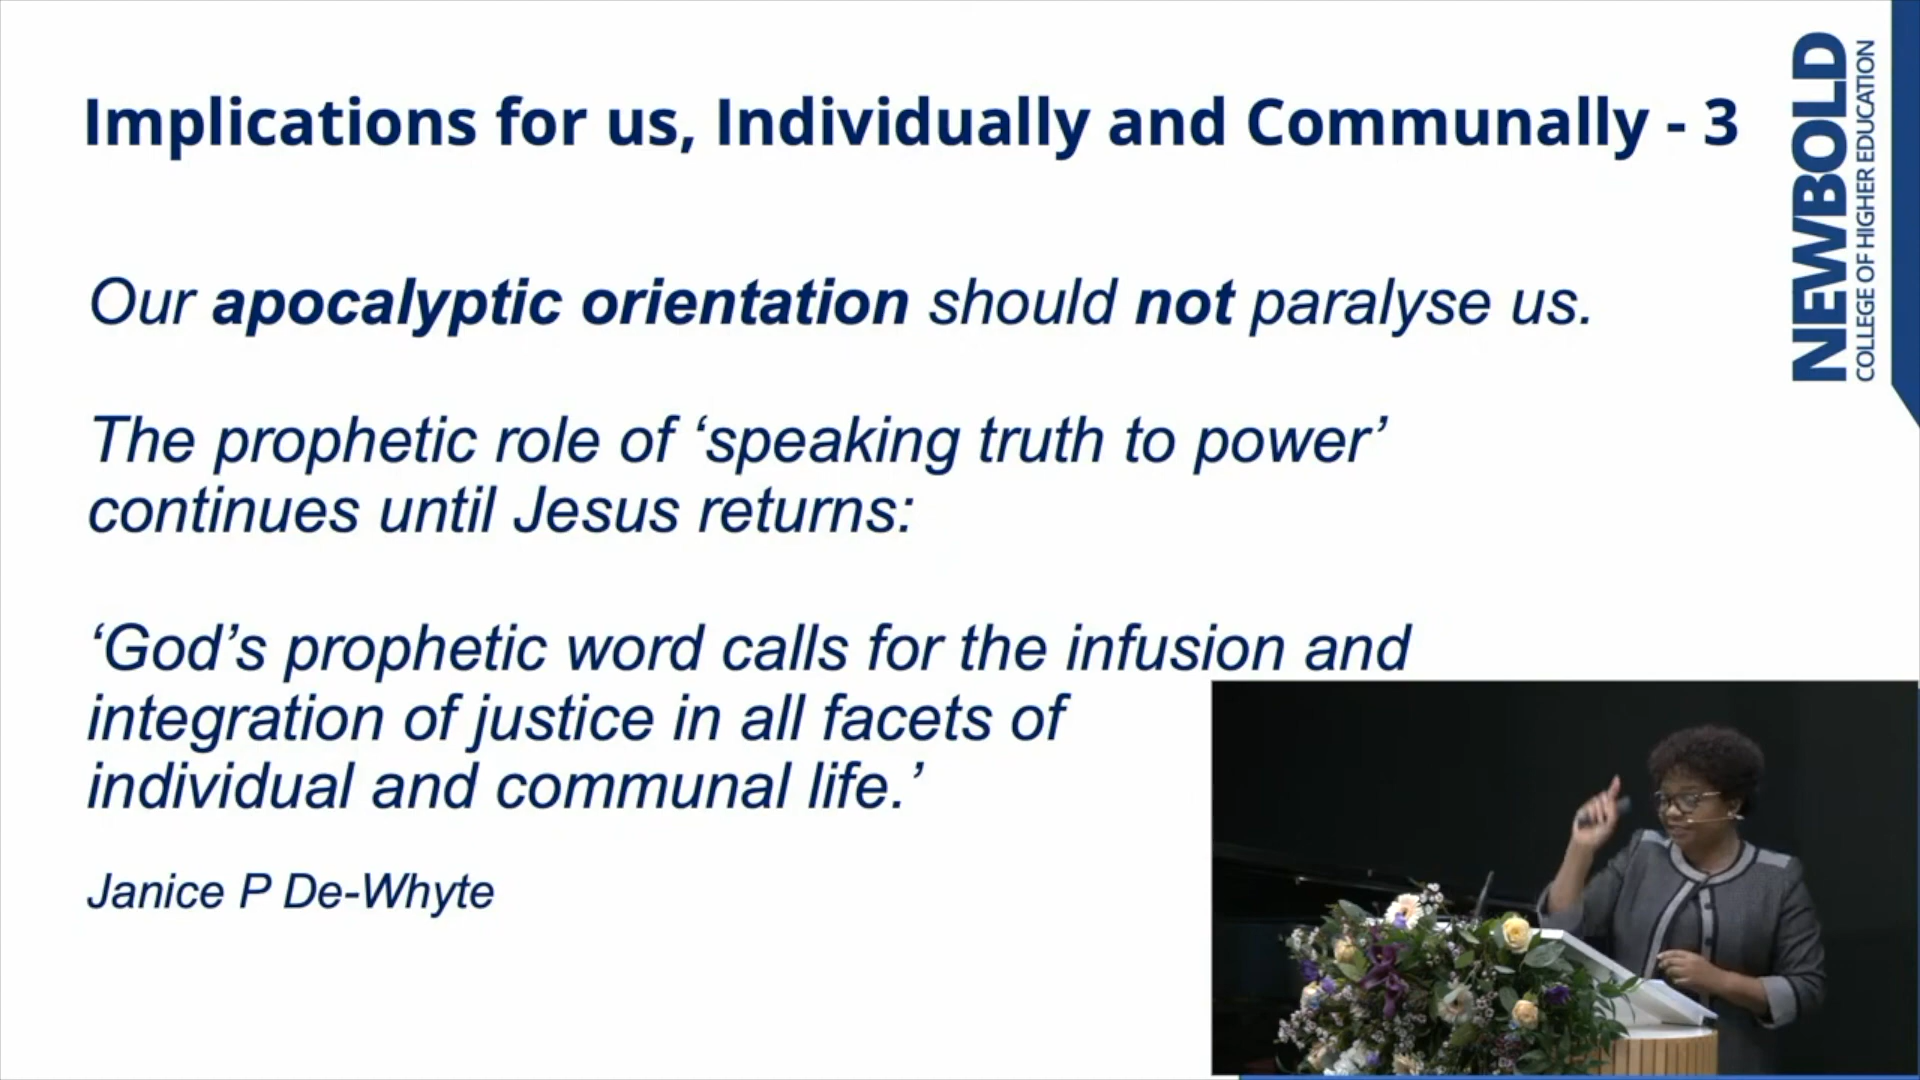 Implications for us, Individually and Communally - 3
Our apocalyptic orientation should not paralyse us.
The prophetic role of ‘speaking truth to power’
continues until Jesus returns:
‘God’s prophetic word calls for the infusion and
integration of justice in all facets of
individual and communal life.’
Janice P De-Whyte
NEWBOLD
COLLEGE OF HIGHER EDUCATION